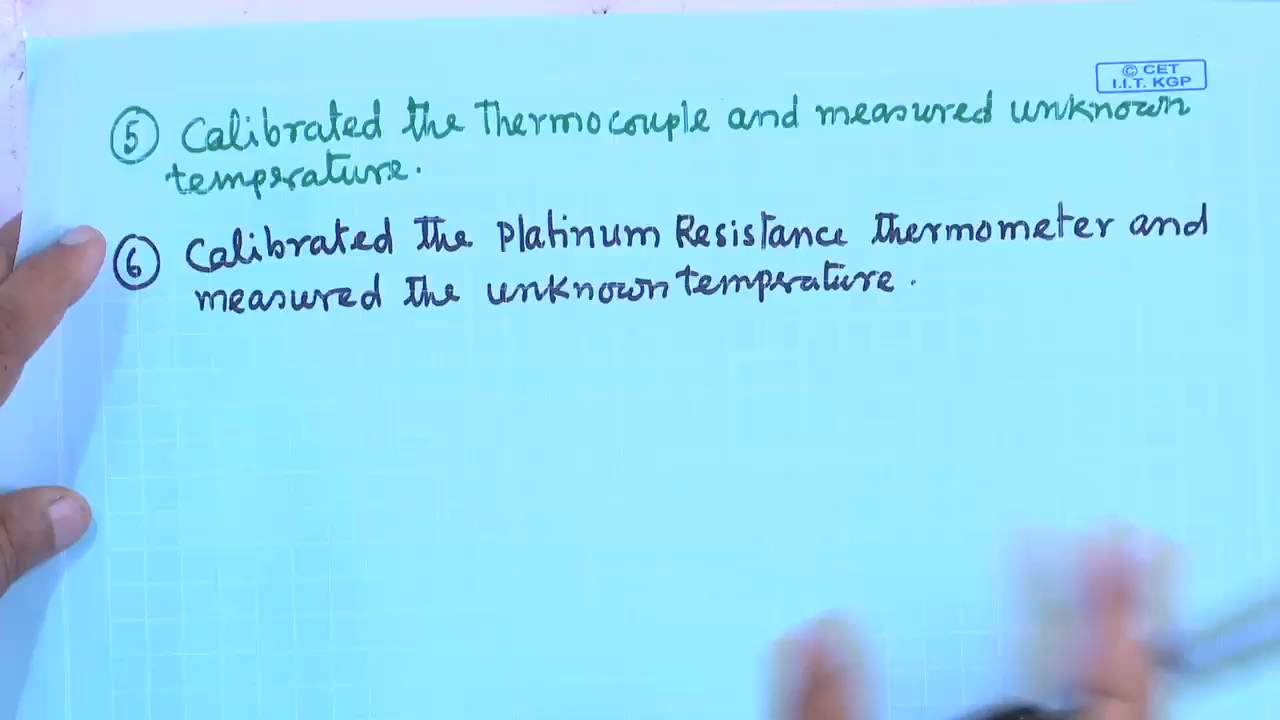 © CET
I.I.T. KGP
5 Calibrated the Thermocouple and measured unknown
temperature.
6 Calibrated the Platinum Resistance thermometer and
measured the unknown temperature.